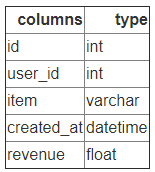 columns type
id int
user_id int
item varchar
created_at datetime
revenue float